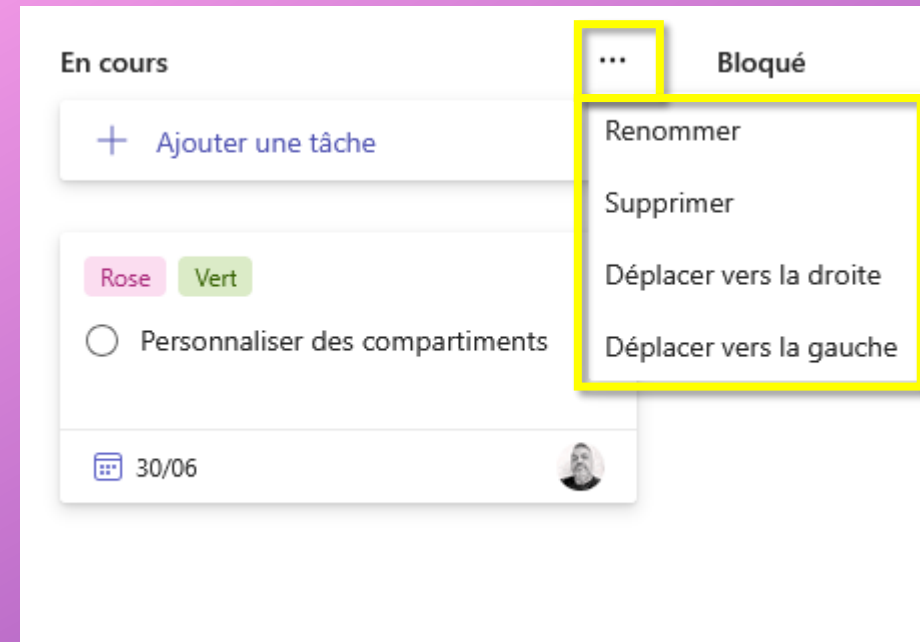 En cours
...
Bloqué
Ajouter une tâche
Renommer
Supprimer
Déplacer vers la droite
Déplacer vers la gauche
Rose
Vert
Personnaliser des compartiments
30/06